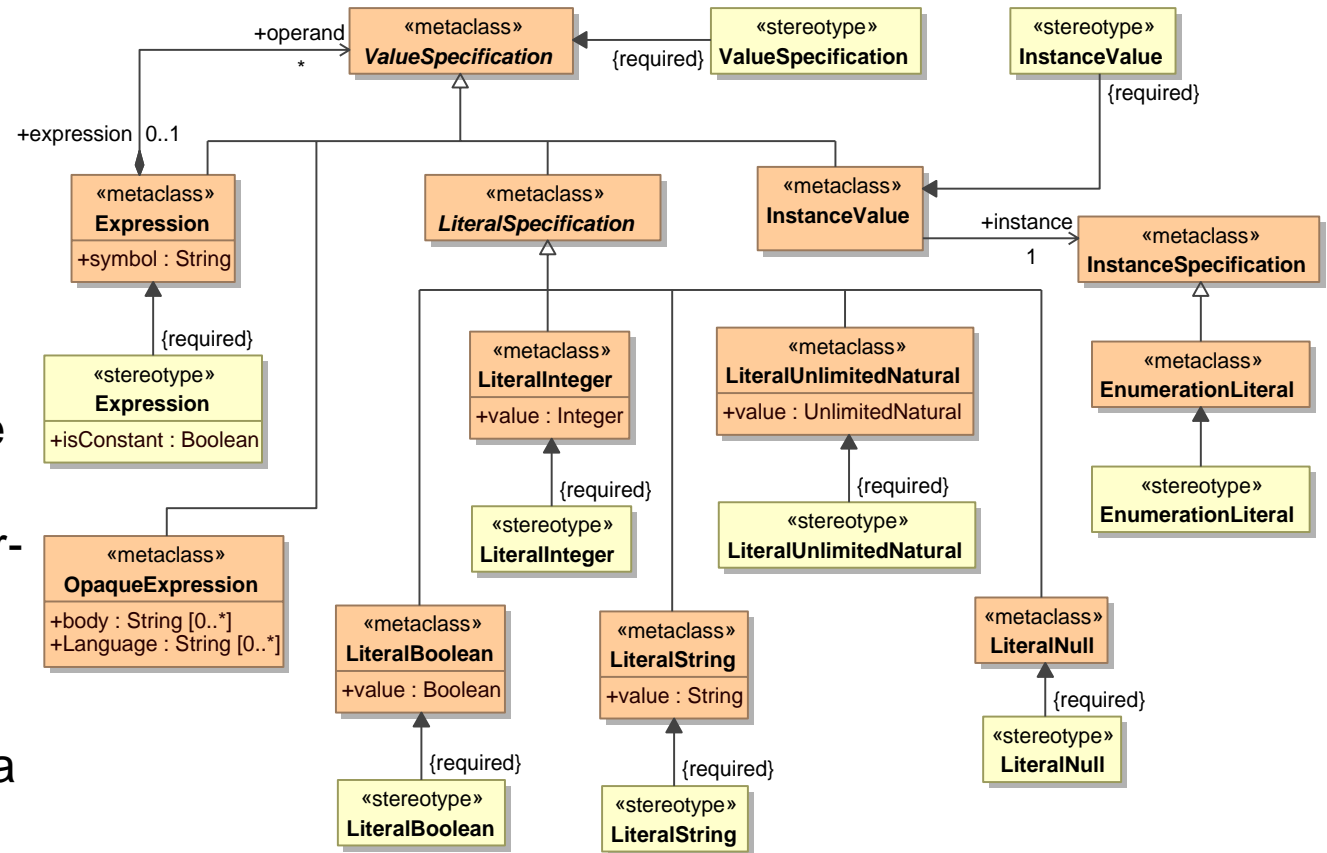 «metaclass»
ValueSpecification
+operand
*
{required}
«stereotype»
ValueSpecification
«stereotype»
InstanceValue
{required}
+expression 0..1
«metaclass»
Expression
+symbol : String
«metaclass»
LiteralSpecification
«metaclass»
InstanceValue
+instance
1
«metaclass»
InstanceSpecification
{required}
«stereotype»
Expression
+isConstant : Boolean
e
«metaclass»
LiteralInteger
+value : Integer
«metaclass»
LiteralUnlimitedNatural
+value : UnlimitedNatural
«metaclass»
EnumerationLiteral
{required}
«stereotype»
LiteralInteger
{required}
«stereotype»
LiteralUnlimitedNatural
«stereotype»
EnumerationLiteral
r-
«metaclass»
OpaqueExpression
+body : String [0..*]
+Language : String [0..*]
«metaclass»
LiteralBoolean
+value : Boolean
«metaclass»
LiteralString
+value : String
«metaclass»
LiteralNull
{required}
«stereotype»
LiteralNull
a
{required}
«stereotype»
LiteralBoolean
{required}
«stereotype»
LiteralString